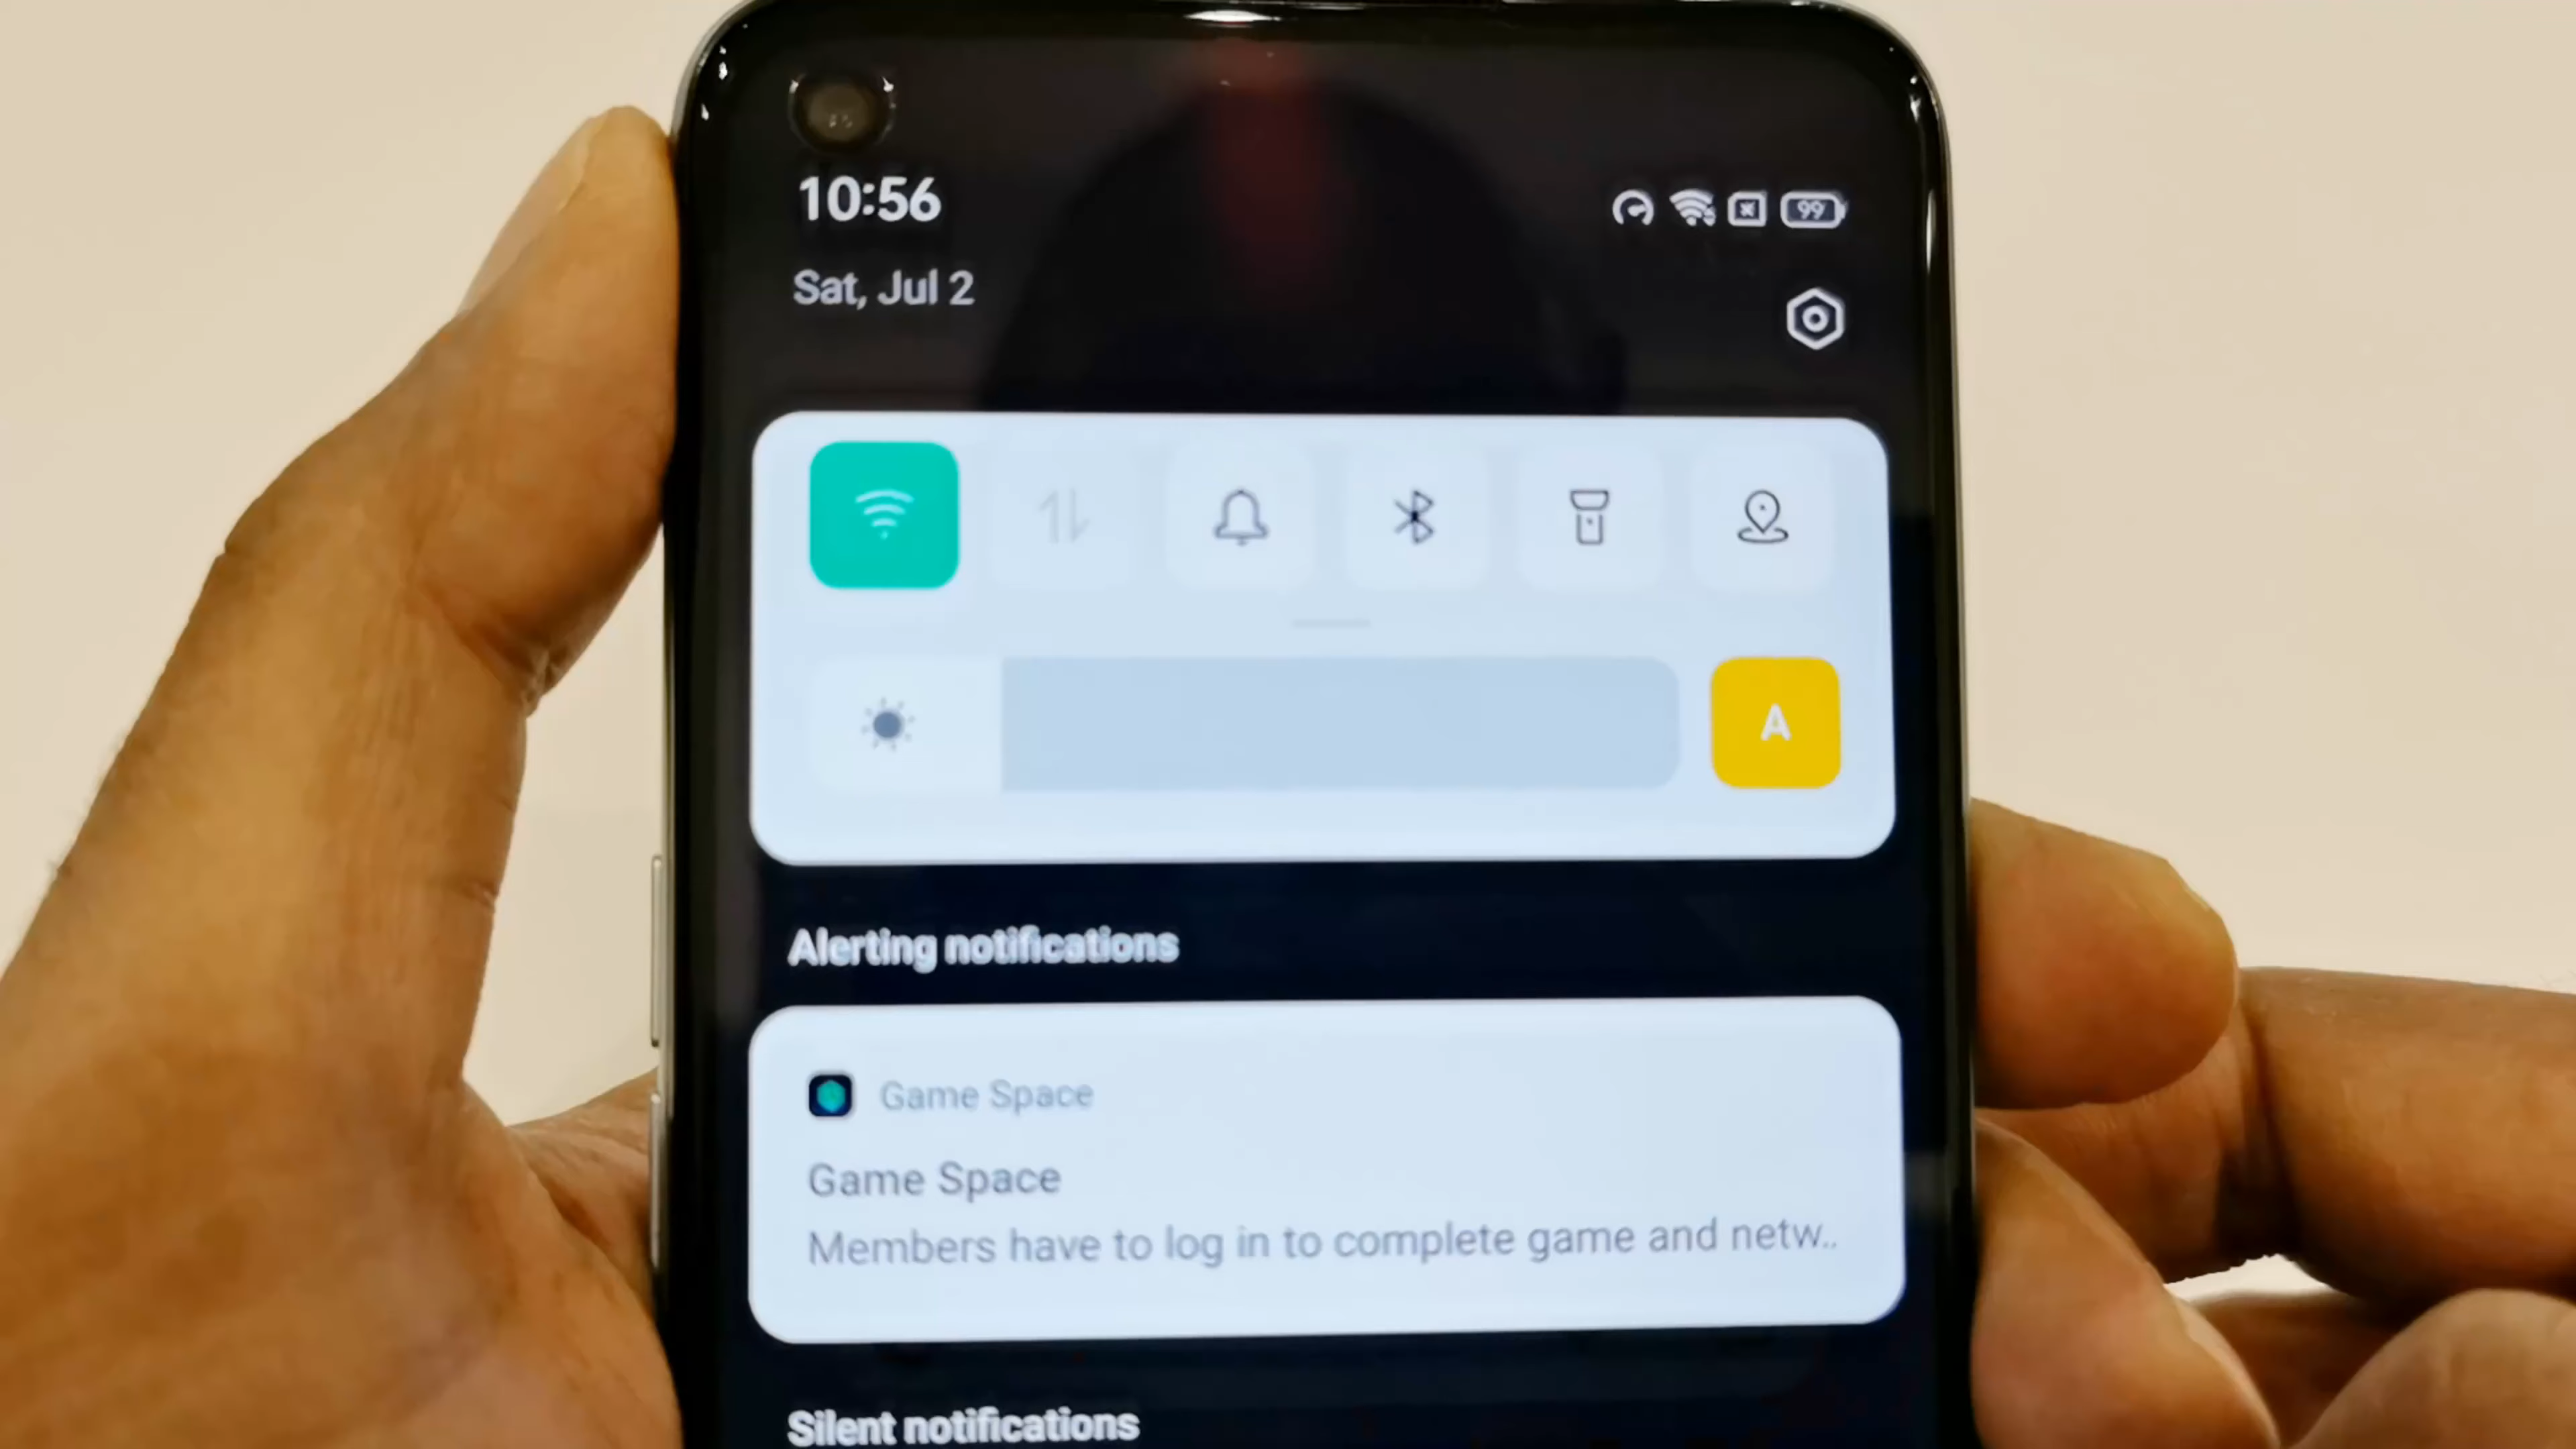 10:56
99
Sat, Jul 2
A
Alerting notifications
Game Space
Game Space
Members have to log in to complete game and netw..
Silent notifications